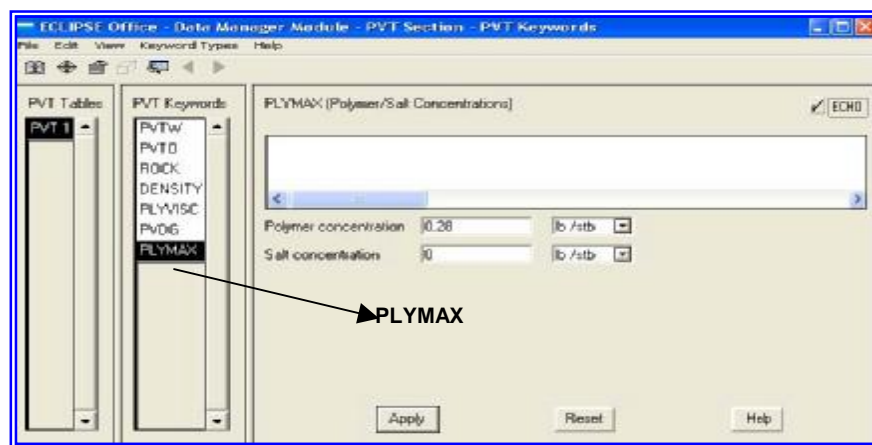 ECLIPSE Office - Data Manager Module - PVT Section - PVT Keywords
File Edit View Keyword Types Help
PVT Tables
PVT 1
PVT Keywords
PVTW
PVTO
ROCK
DENSITY
PLYVISC
PVDG
PLYMAX
PLYMAX (Polymer/Salt Concentrations)
ECHO
Polymer concentration 0.28 lb /stb
Salt concentration 0 lb /stb
PLYMAX
Apply Reset Help